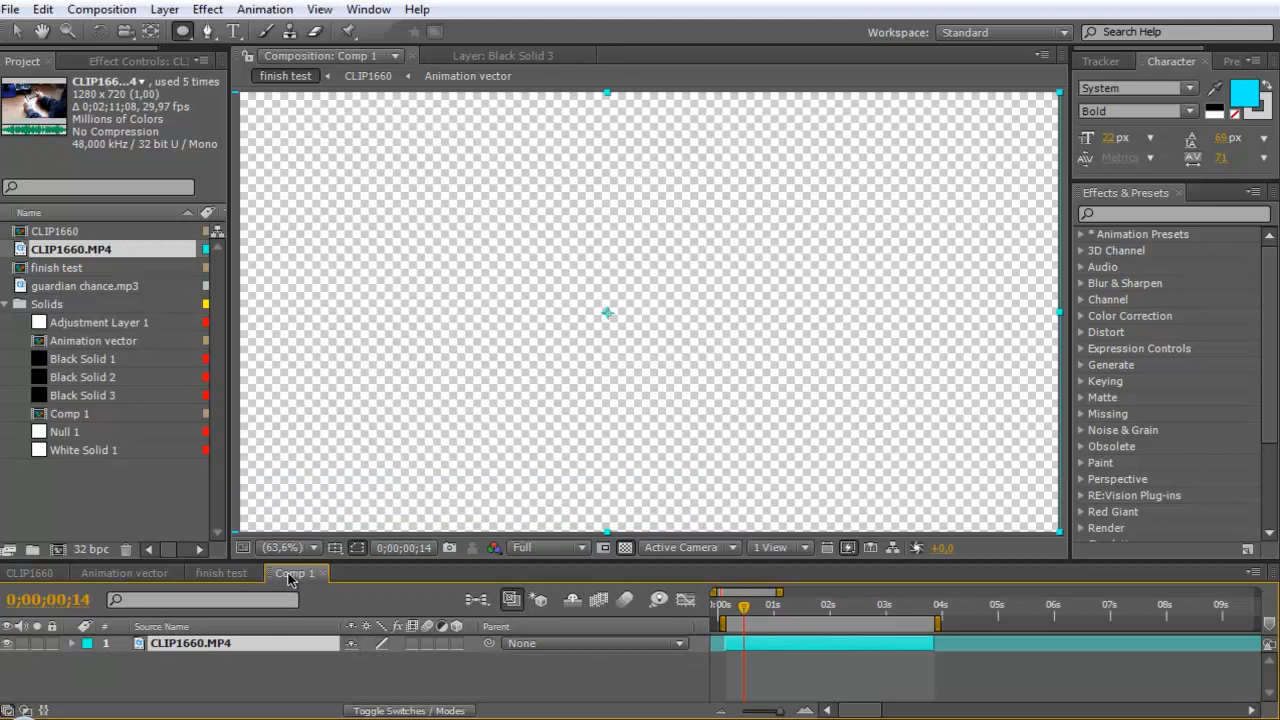 File Edit Composition Layer Effect Animation View Window Help
Workspace: Standard Search Help
Project Effect Controls: CL
CLIP166...4▾ , used 5 times
1280 x 720 (1,00)
Δ 0;02;11;08, 29,97 fps
Millions of Colors
No Compression
48,000 kHz / 32 bit U / Mono
Name
CLIP1660
CLIP1660.MP4
finish test
guardian chance.mp3
Solids
Adjustment Layer 1
Animation vector
Black Solid 1
Black Solid 2
Black Solid 3
Comp 1
Null 1
White Solid 1
32 bpc
Composition: Comp 1 Layer: Black Solid 3
finish test CLIP1660 Animation vector
(63,6%) 0;00;00;14 Full Active Camera 1 View +0,0
Tracker Character Pre
System
Bold
22 px 69 px
Metrics 71
Effects & Presets
* Animation Presets
3D Channel
Audio
Blur & Sharpen
Channel
Color Correction
Distort
Expression Controls
Generate
Keying
Matte
Missing
Noise & Grain
Obsolete
Paint
Perspective
RE:Vision Plug-ins
Red Giant
Render
CLIP1660 Animation vector finish test Comp 1
0;00;00;14
:00s 01s 02s 03s 04s 05s 06s 07s 08s 09s
# Source Name fx Parent
1 CLIP1660.MP4 None
Toggle Switches / Modes